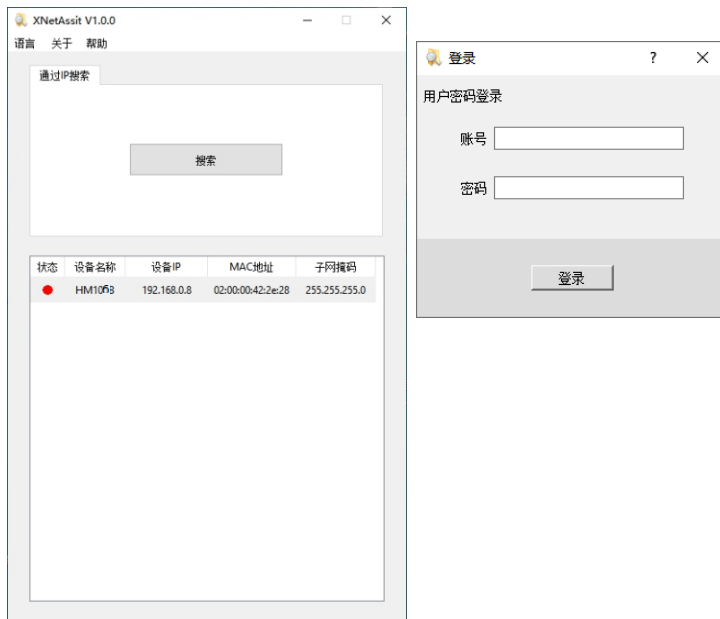 XNetAssit V1.0.0
语言 关于 帮助
通过IP搜索
搜索
状态 设备名称 设备IP MAC地址 子网掩码
HM1058 192.168.0.8 02:00:00:42:2e:28 255.255.255.0
登录 ?
用户密码登录
账号
密码
登录